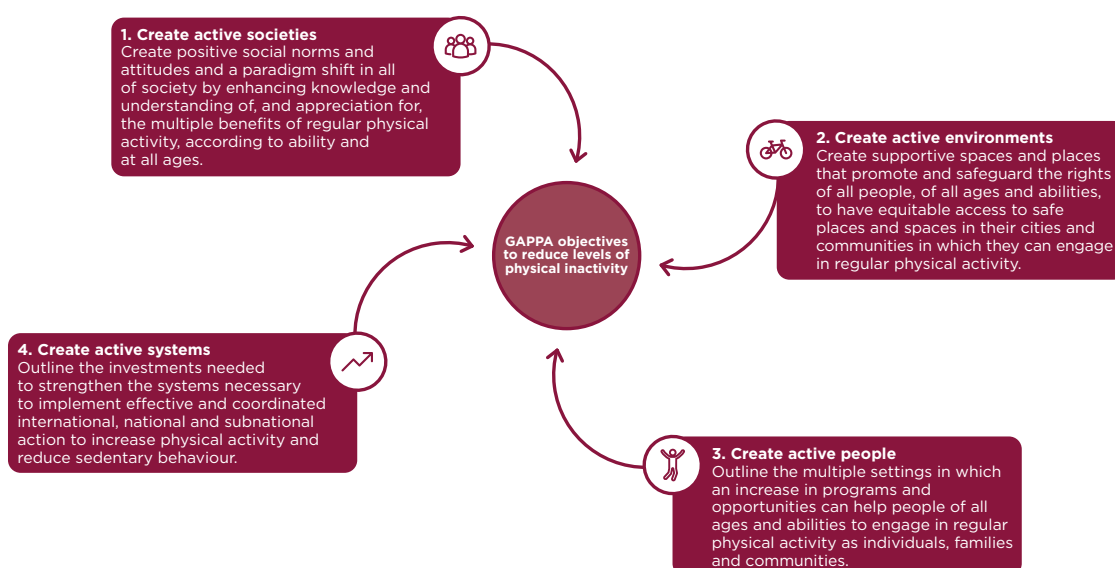 1. Create active societies
Create positive social norms and
attitudes and a paradigm shift in all
of society by enhancing knowledge and
understanding of, and appreciation for,
the multiple benefits of regular physical
activity, according to ability and
at all ages.
2. Create active environments
Create supportive spaces and places
that promote and safeguard the rights
of all people, of all ages and abilities,
to have equitable access to safe
places and spaces in their cities and
communities in which they can engage
in regular physical activity.
GAPPA objectives
to reduce levels of
physical inactivity
4. Create active systems
Outline the investments needed
to strengthen the systems necessary
to implement effective and coordinated
international, national and subnational
action to increase physical activity and
reduce sedentary behaviour.
3. Create active people
Outline the multiple settings in which
an increase in programs and
opportunities can help people of all
ages and abilities to engage in regular
physical activity as individuals, families
and communities.